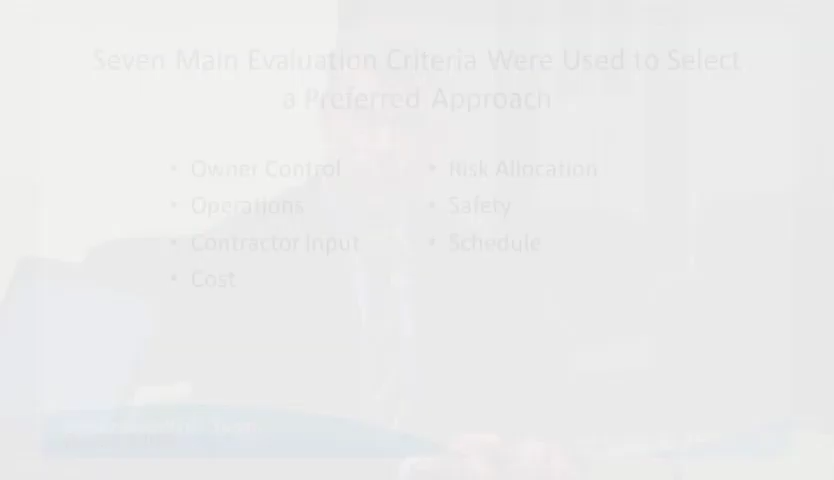 Seven Main Evaluation Criteria Were Used to Select
a Preferred Approach
• Owner Control
• Operations
• Contractor Input
• Cost
• Risk Allocation
• Safety
• Schedule